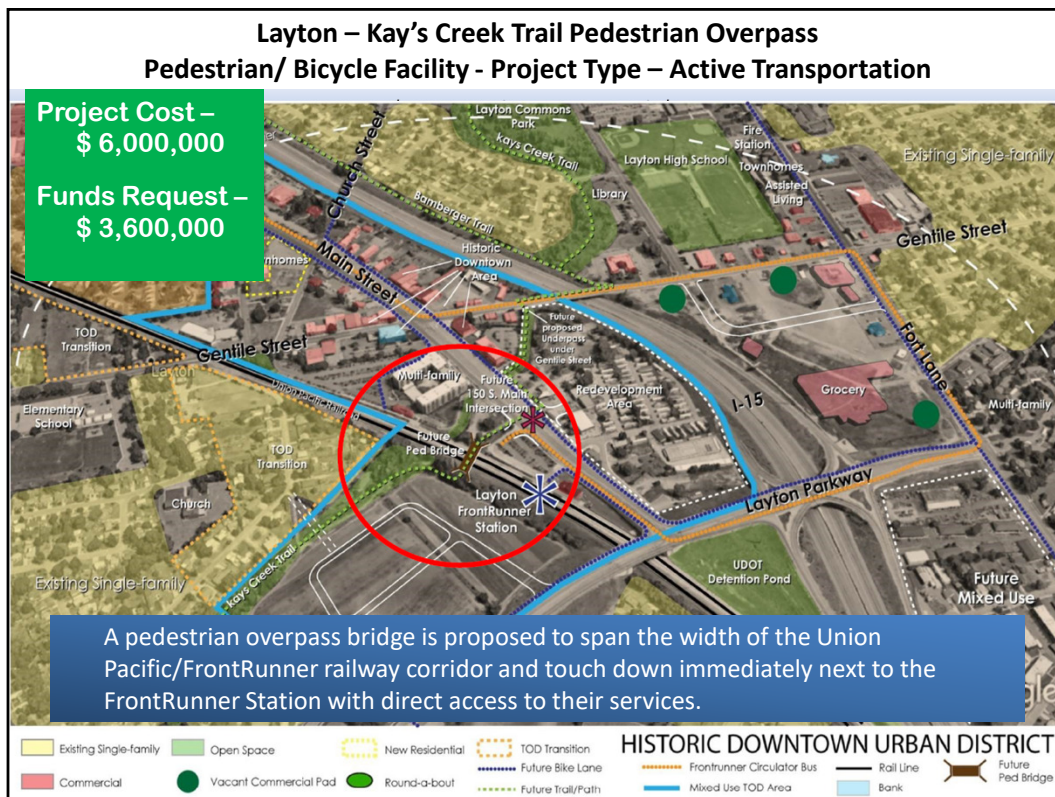 Layton – Kay's Creek Trail Pedestrian Overpass
Pedestrian/ Bicycle Facility - Project Type – Active Transportation
Project Cost –
$ 6,000,000
Funds Request –
$ 3,600,000
Layton Commons
Park
kays Creek Trail
Church Street
Bamberger Trail
Library
Layton High School
Fire
Station
Townhomes
Assisted
Living
Existing Single-family
Gentile Street
Main Street
Historic
Downtown
Area
TOD
Transition
Layton
Gentile Street
Future
proposed
Underpass
under
Gentile Street
Fort Lane
Elementary
School
Union Pacific Railroad
Multi-family
Future
150 S. Main
Intersection
Redevelopment
Area
I-15
Grocery
Multi-family
TOD
Transition
Future
Ped Bridge
Church
Layton
FrontRunner
Station
Layton Parkway
Existing Single-family
kays Creek Trail
UDOT
Detention Pond
Future
Mixed Use
A pedestrian overpass bridge is proposed to span the width of the Union
Pacific/FrontRunner railway corridor and touch down immediately next to the
FrontRunner Station with direct access to their services.
HISTORIC DOWNTOWN URBAN DISTRICT
Existing Single-family
Open Space
New Residential
TOD Transition
Future Bike Lane
Frontrunner Circulator Bus
Rail Line
Future
Ped Bridge
Commercial
Vacant Commercial Pad
Round-a-bout
Future Trail/Path
Mixed Use TOD Area
Bank